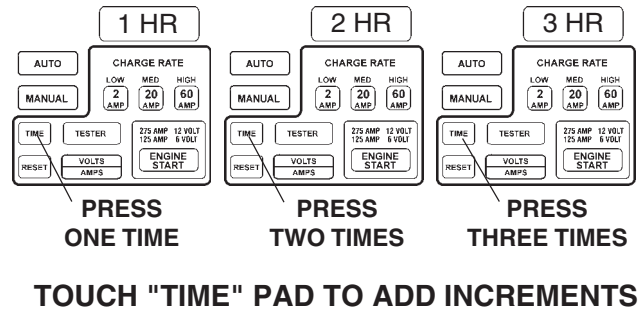 1 HR
AUTO
MANUAL
CHARGE RATE
LOW MED HIGH
2 AMP 20 AMP 60 AMP
TIME
TESTER
275 AMP 12 VOLT
125 AMP 6 VOLT
RESET
VOLTS
AMPS
ENGINE
START
PRESS
ONE TIME
2 HR
AUTO
MANUAL
CHARGE RATE
LOW MED HIGH
2 AMP 20 AMP 60 AMP
TIME
TESTER
275 AMP 12 VOLT
125 AMP 6 VOLT
RESET
VOLTS
AMPS
ENGINE
START
PRESS
TWO TIMES
3 HR
AUTO
MANUAL
CHARGE RATE
LOW MED HIGH
2 AMP 20 AMP 60 AMP
TIME
TESTER
275 AMP 12 VOLT
125 AMP 6 VOLT
RESET
VOLTS
AMPS
ENGINE
START
PRESS
THREE TIMES
TOUCH "TIME" PAD TO ADD INCREMENTS